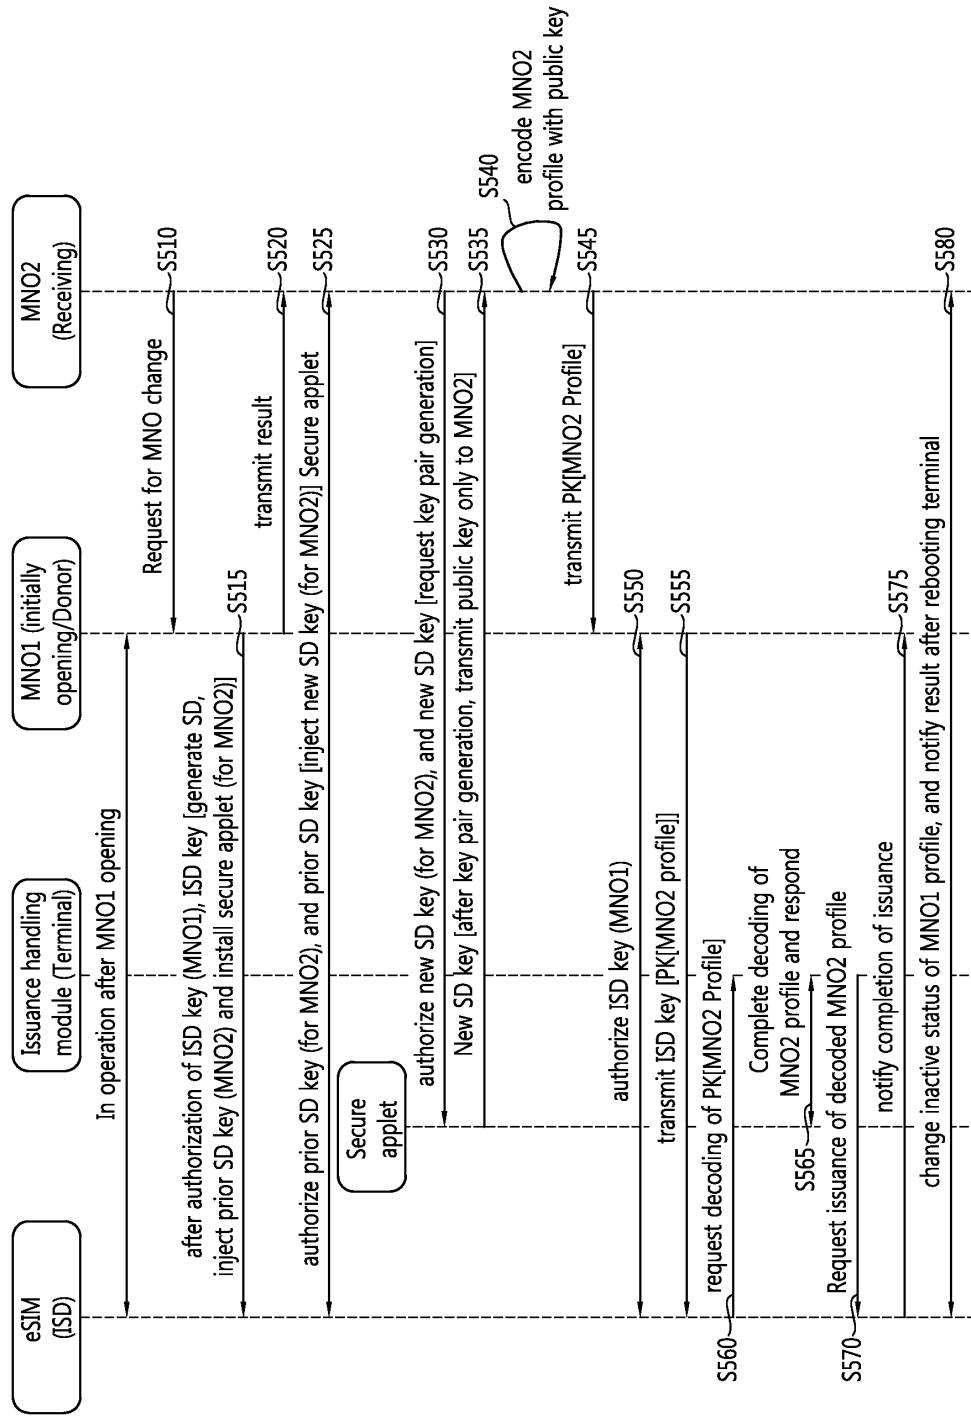 eSIM
(ISD)
Issuance handling
module (Terminal)
MNO1 (initially
opening/Donor)
MNO2
(Receiving)
In operation after MNO1 opening
Request for MNO change
S510
after authorization of ISD key (MNO1), ISD key [generate SD,
inject prior SD key (MNO2) and install secure applet (for MNO2)]
S515
transmit result
S520
authorize prior SD key (for MNO2), and prior SD key [inject new SD key (for MNO2)] Secure applet
S525
Secure
applet
authorize new SD key (for MNO2), and new SD key [request key pair generation]
S530
New SD key [after key pair generation, transmit public key only to MNO2]
S535
S540
encode MNO2
profile with public key
transmit PK[MNO2 Profile]
S545
authorize ISD key (MNO1)
S550
transmit ISD key [PK[MNO2 profile]]
S555
request decoding of PK[MNO2 Profile]
S560
Complete decoding of
MNO2 profile and respond
S565
Request issuance of decoded MNO2 profile
S570
notify completion of issuance
S575
change inactive status of MNO1 profile, and notify result after rebooting terminal
S580